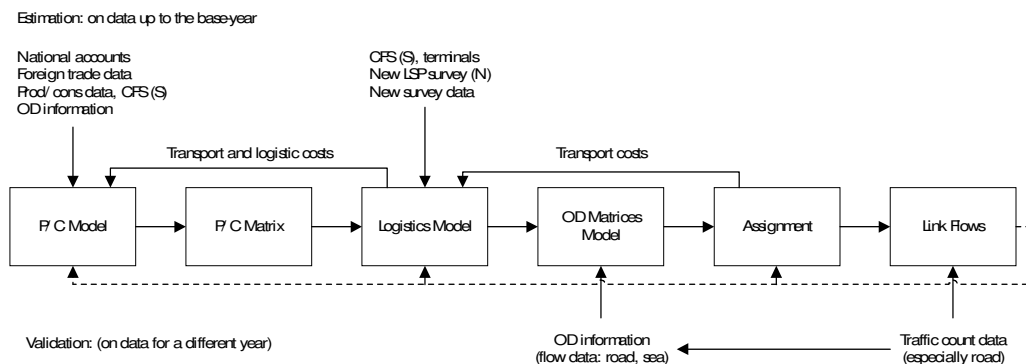 Estimation: on data up to the base-year
National accounts
Foreign trade data
Prod/ cons data, CFS (S)
OD information
CFS (S), terminals
New LSP survey (N)
New survey data
Transport and logistic costs
Transport costs
P/ C Model
P/ C Matrix
Logistics Model
OD Matrices
Model
Assignment
Link Flows
Validation: (on data for a different year)
OD information
(flow data: road, sea)
Traffic count data
(especially road)